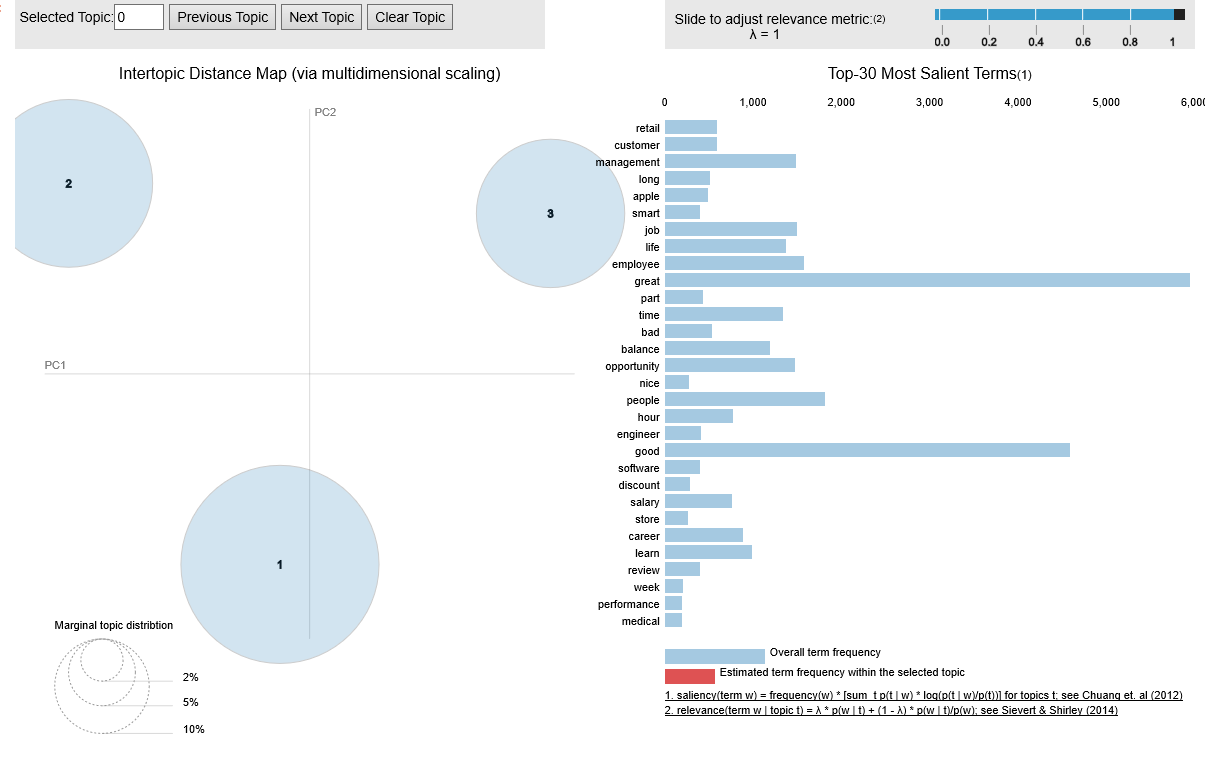 Selected Topic: 0 Previous Topic Next Topic Clear Topic
Slide to adjust relevance metric:(2)
λ = 1
0.0 0.2 0.4 0.6 0.8 1
Intertopic Distance Map (via multidimensional scaling)
PC2
PC1
2
3
1
Marginal topic distribtion
2%
5%
10%
Top-30 Most Salient Terms(1)
0 1,000 2,000 3,000 4,000 5,000 6,000
retail
customer
management
long
apple
smart
job
life
employee
great
part
time
bad
balance
opportunity
nice
people
hour
engineer
good
software
discount
salary
store
career
learn
review
week
performance
medical
Overall term frequency
Estimated term frequency within the selected topic
1. saliency(term w) = frequency(w) * [sum_t p(t | w) * log(p(t | w)/p(t))] for topics t; see Chuang et. al (2012)
2. relevance(term w | topic t) = λ * p(w | t) + (1 - λ) * p(w | t)/p(w); see Sievert & Shirley (2014)